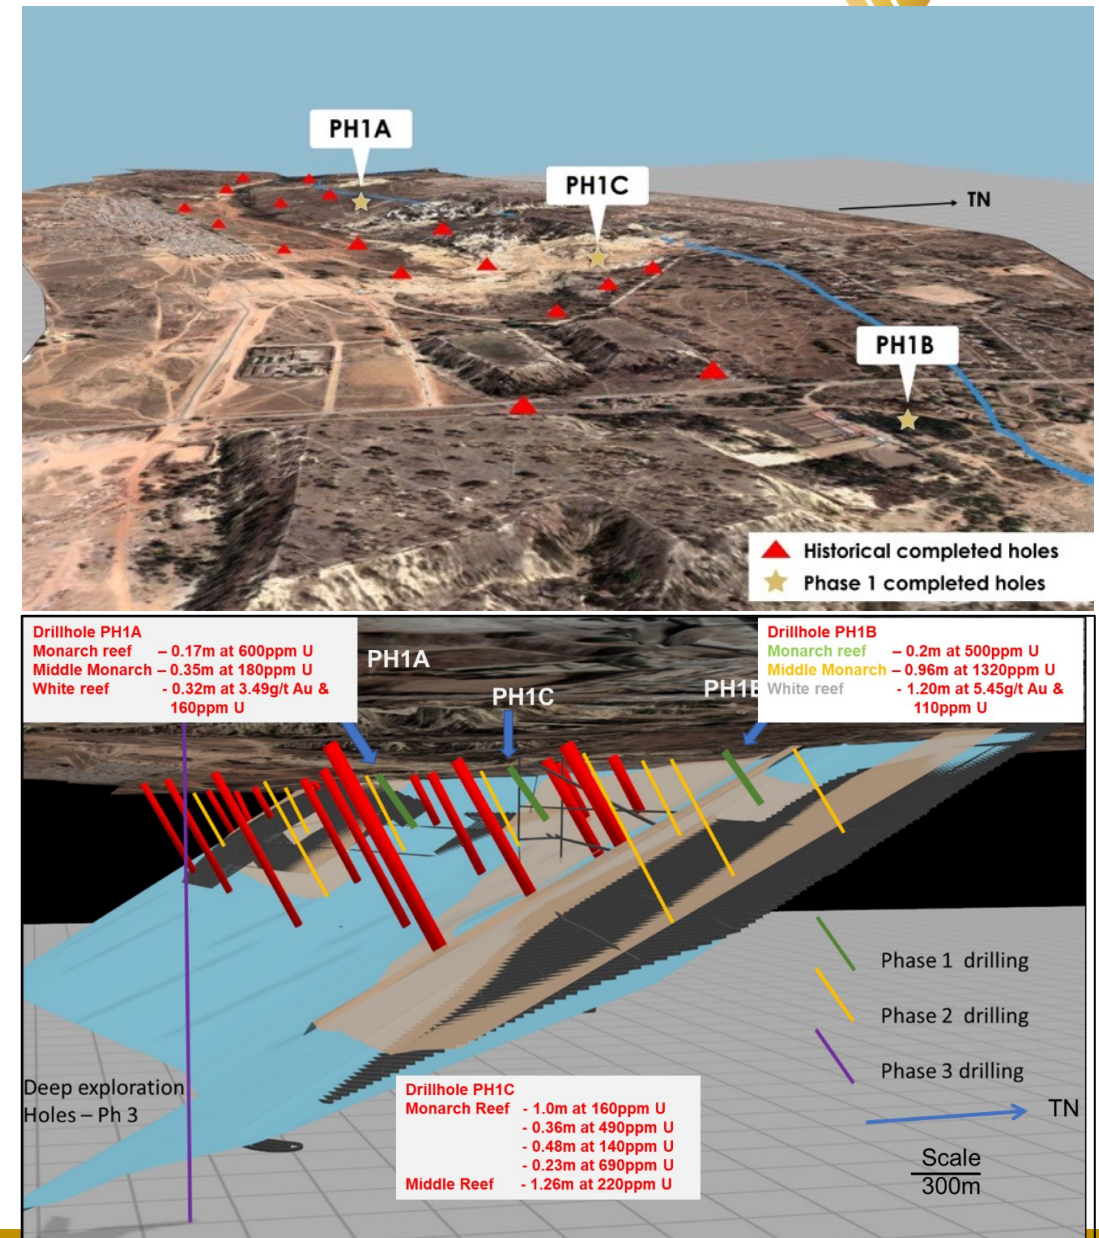 PH1A
PH1C
TN
PH1B
Historical completed holes
Phase 1 completed holes
Drillhole PH1A
Monarch reef – 0.17m at 600ppm U
Middle Monarch – 0.35m at 180ppm U
White reef - 0.32m at 3.49g/t Au &
160ppm U
PH1A
PH1C
PH1
Drillhole PH1B
Monarch reef – 0.2m at 500ppm U
Middle Monarch – 0.96m at 1320ppm U
White reef - 1.20m at 5.45g/t Au &
110ppm U
Phase 1 drilling
Phase 2 drilling
Phase 3 drilling
Deep exploration
Holes – Ph 3
TN
Scale
300m
Drillhole PH1C
Monarch Reef - 1.0m at 160ppm U
- 0.36m at 490ppm U
- 0.48m at 140ppm U
- 0.23m at 690ppm U
Middle Reef - 1.26m at 220ppm U